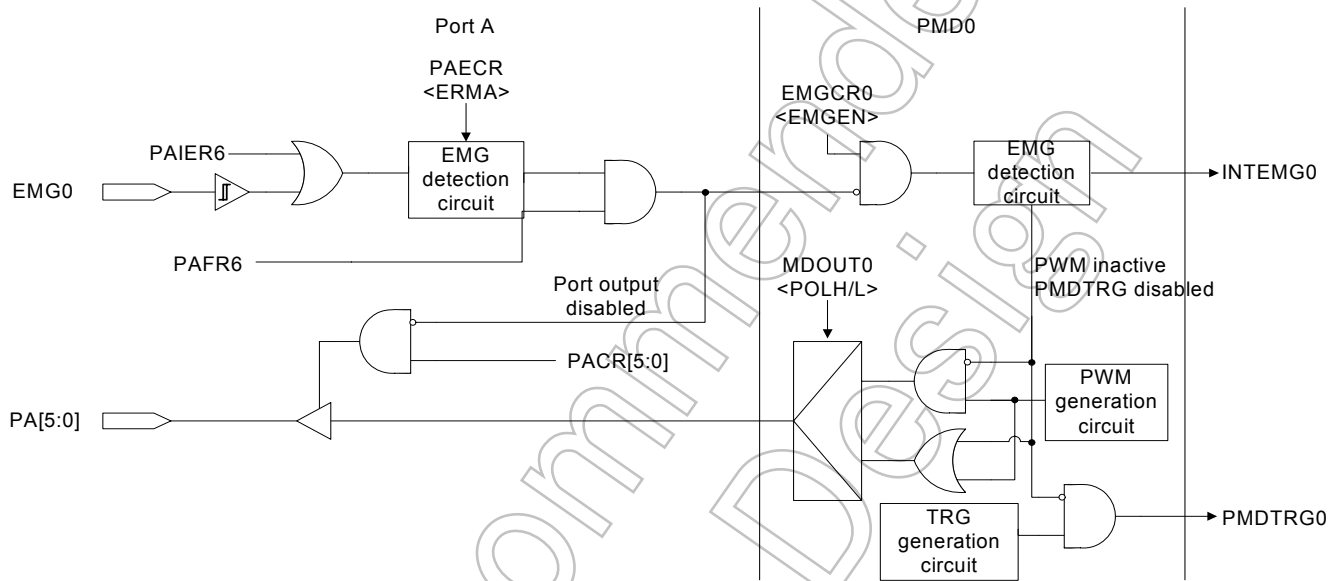 Port A
PMD0
PAECR
<ERMA>
EMGCR0
<EMGEN>
PAIER6
EMG
detection
circuit
EMG
detection
circuit
EMG0
INTEMG0
PAFR6
MDOUT0
<POLH/L>
PWM inactive
PMDTRG disabled
Port output
disabled
PACR[5:0]
PWM
generation
circuit
PA[5:0]
TRG
generation
circuit
PMDTRG0
ommende
Design